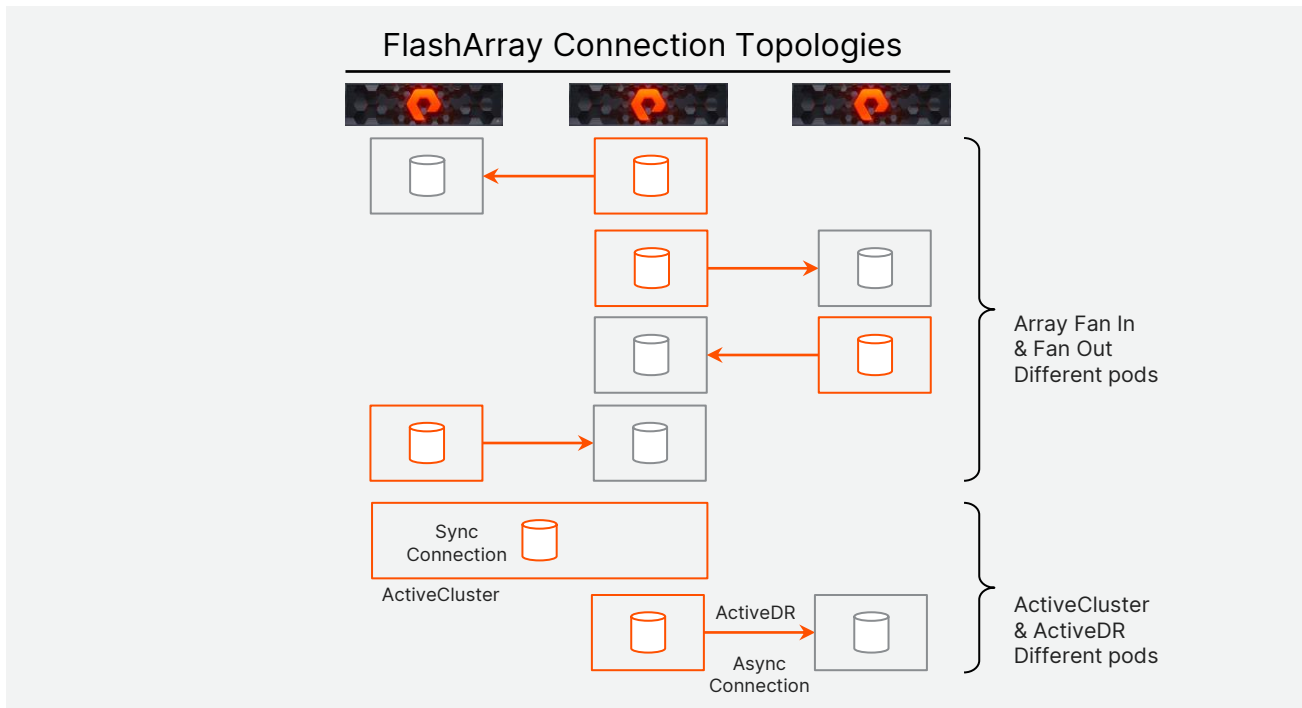 FlashArray Connection Topologies
Array Fan In
& Fan Out
Different pods
Sync
Connection
ActiveCluster
ActiveDR
Async
Connection
ActiveCluster
& ActiveDR
Different pods